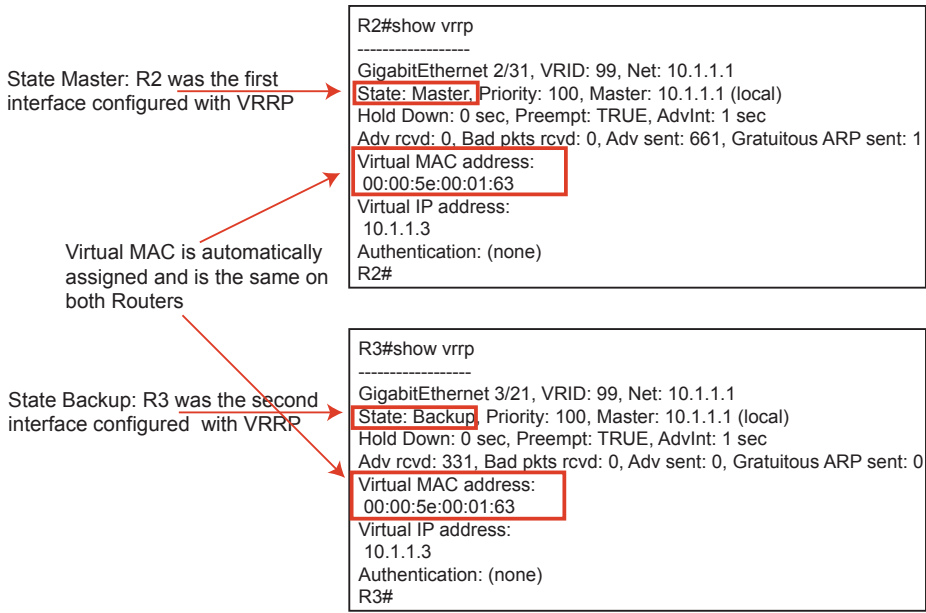 R2#show vrrp
------------------
GigabitEthernet 2/31, VRID: 99, Net: 10.1.1.1
State: Master, Priority: 100, Master: 10.1.1.1 (local)
Hold Down: 0 sec, Preempt: TRUE, AdvInt: 1 sec
Adv rcvd: 0, Bad pkts rcvd: 0, Adv sent: 661, Gratuitous ARP sent: 1
Virtual MAC address:
00:00:5e:00:01:63
Virtual IP address:
10.1.1.3
Authentication: (none)
R2#
State Master: R2 was the first
interface configured with VRRP
Virtual MAC is automatically
assigned and is the same on
both Routers
R3#show vrrp
------------------
GigabitEthernet 3/21, VRID: 99, Net: 10.1.1.1
State: Backup, Priority: 100, Master: 10.1.1.1 (local)
Hold Down: 0 sec, Preempt: TRUE, AdvInt: 1 sec
Adv rcvd: 331, Bad pkts rcvd: 0, Adv sent: 0, Gratuitous ARP sent: 0
Virtual MAC address:
00:00:5e:00:01:63
Virtual IP address:
10.1.1.3
Authentication: (none)
R3#
State Backup: R3 was the second
interface configured with VRRP